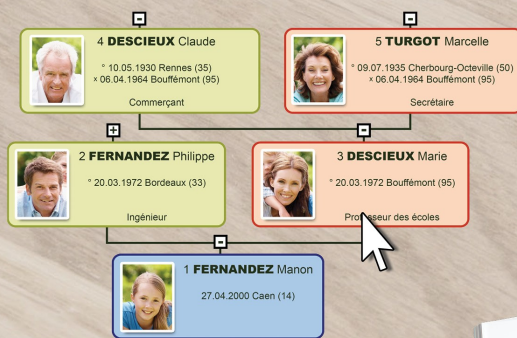 4 DESCIEUX Claude
° 10.05.1930 Rennes (35)
x 06.04.1964 Bouffémont (95)
Commerçant
5 TURGOT Marcelle
° 09.07.1935 Cherbourg-Octeville (50)
x 06.04.1964 Bouffémont (95)
Secrétaire
2 FERNANDEZ Philippe
° 20.03.1972 Bordeaux (33)
Ingénieur
3 DESCIEUX Marie
° 20.03.1972 Bouffémont (95)
des écoles
1 FERNANDEZ Manon
27.04.2000 Caen (14)